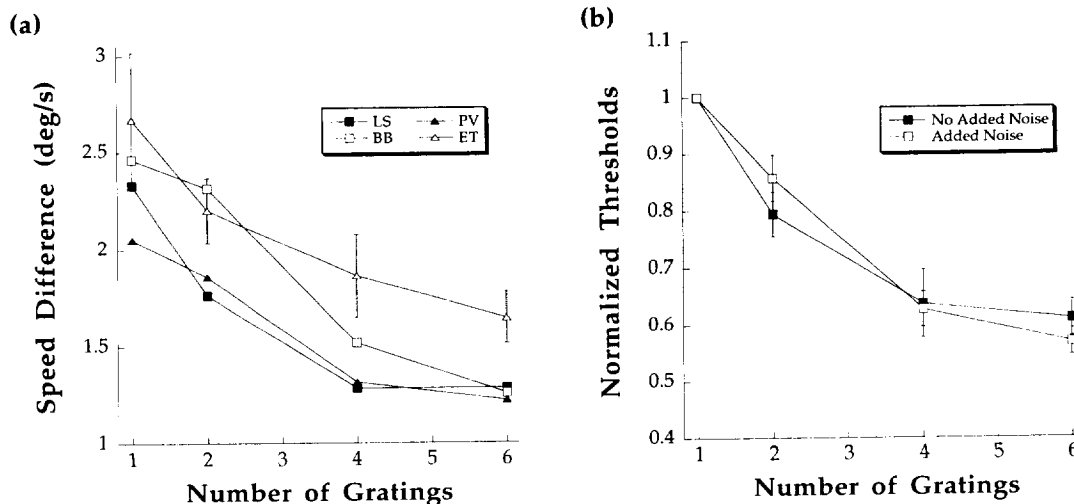 (a)
Speed Difference (deg/s)
3
2.5
2
1.5
1
LS PV
BB ET
1 2 3 4 5 6
Number of Gratings
(b)
Normalized Thresholds
1.1
1
0.9
0.8
0.7
0.6
0.5
0.4
No Added Noise
Added Noise
1 2 3 4 5 6
Number of Gratings